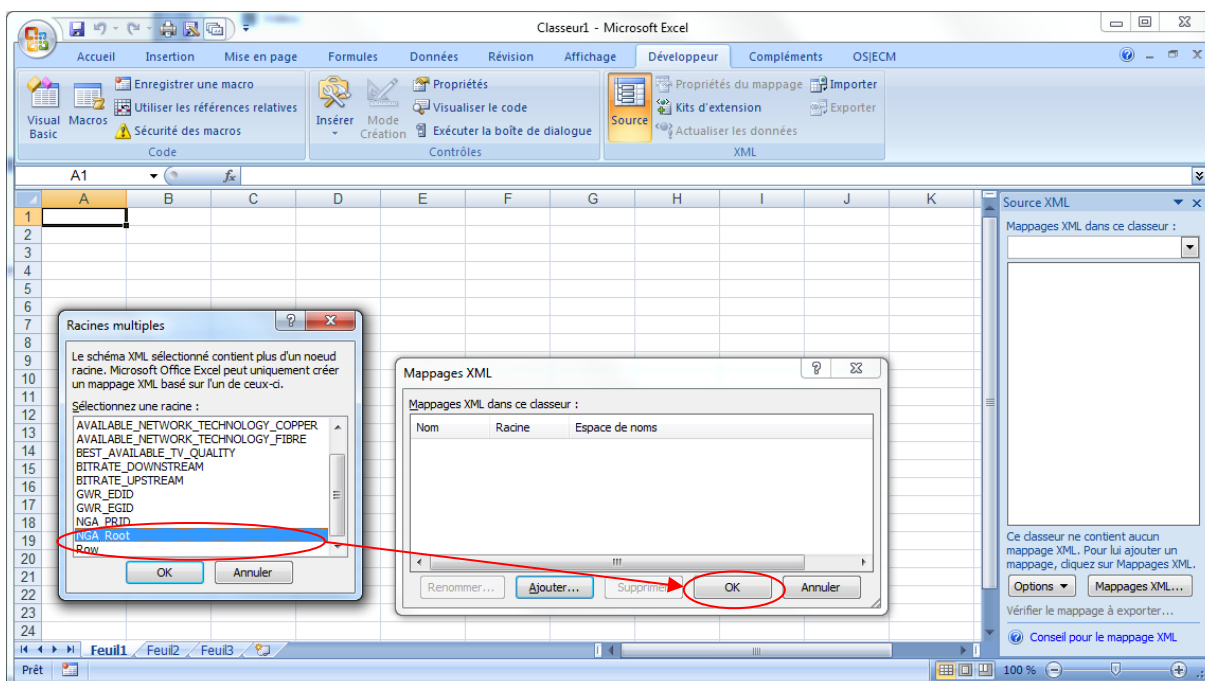 Classeur1 - Microsoft Excel
Accueil Insertion Mise en page Formules Données Révision Affichage Développeur Compléments OS|ECM
Visual Basic
Macros
Enregistrer une macro
Utiliser les références relatives
Sécurité des macros
Code
Insérer
Mode Création
Propriétés
Visualiser le code
Exécuter la boîte de dialogue
Contrôles
Source
Propriétés du mappage
Kits d'extension
Actualiser les données
Importer
Exporter
XML
A1
fx
A B C D E F G H I J K
1
2
3
4
5
6
7
8
9
10
11
12
13
14
15
16
17
18
19
20
21
22
23
24
Racines multiples
Le schéma XML sélectionné contient plus d'un noeud
racine. Microsoft Office Excel peut uniquement créer
un mappage XML basé sur l'un de ceux-ci.
Sélectionnez une racine :
AVAILABLE_NETWORK_TECHNOLOGY_COPPER
AVAILABLE_NETWORK_TECHNOLOGY_FIBRE
BEST_AVAILABLE_TV_QUALITY
BITRATE_DOWNSTREAM
BITRATE_UPSTREAM
GWR_EDID
GWR_EGID
NGA_PRID
NGA_Root
Row
OK Annuler
Mappages XML
Mappages XML dans ce classeur :
Nom Racine Espace de noms
Renommer... Ajouter... Supprimer OK Annuler
Source XML
Mappages XML dans ce classeur :
Ce classeur ne contient aucun
mappage XML. Pour lui ajouter un
mappage, cliquez sur Mappages XML.
Options Mappages XML...
Vérifier le mappage à exporter...
Conseil pour le mappage XML
Feuil1 Feuil2 Feuil3
Prêt
100 %